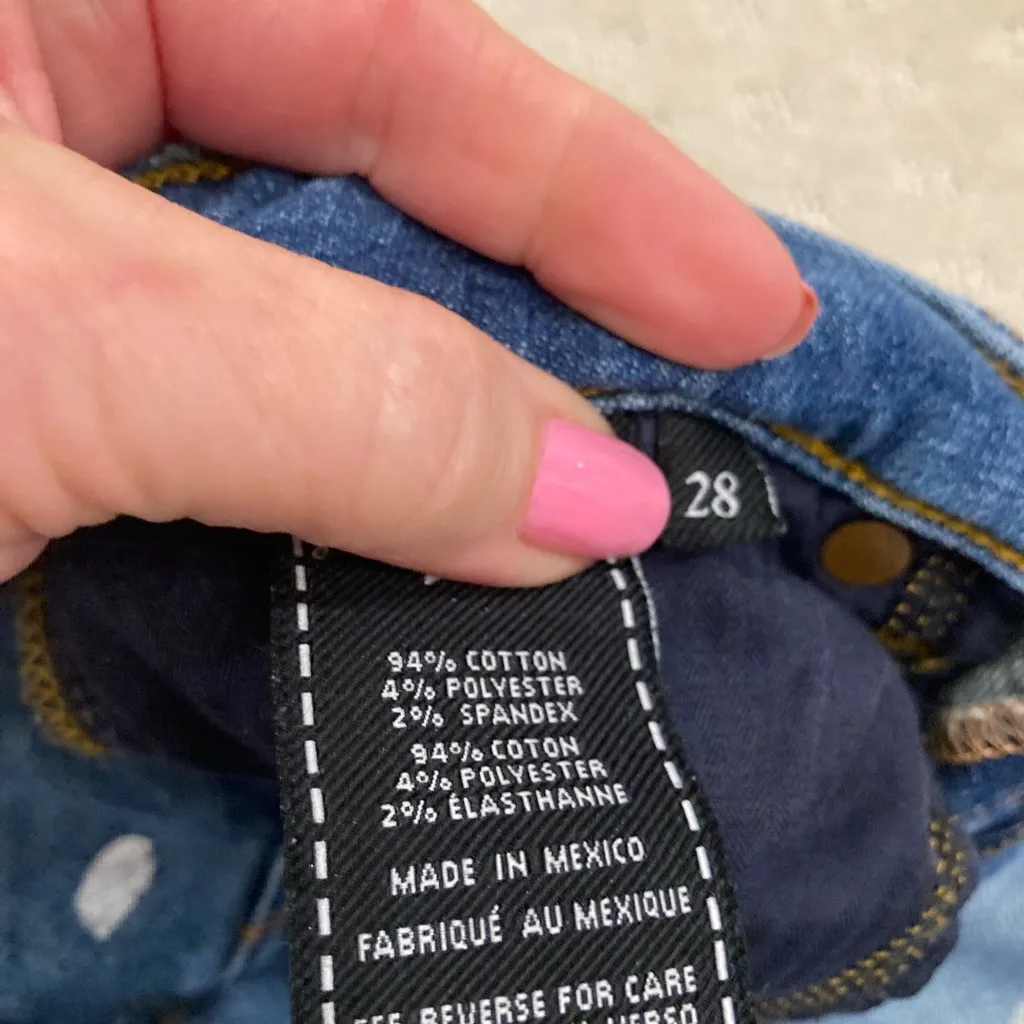 28
94% COTTON
4% POLYESTER
2% SPANDEX
94% COTON
4% POLYESTER
2% ÉLASTHANNE
MADE IN MEXICO
FABRIQUÉ AU MEXIQUE
REVERSE FOR CARE